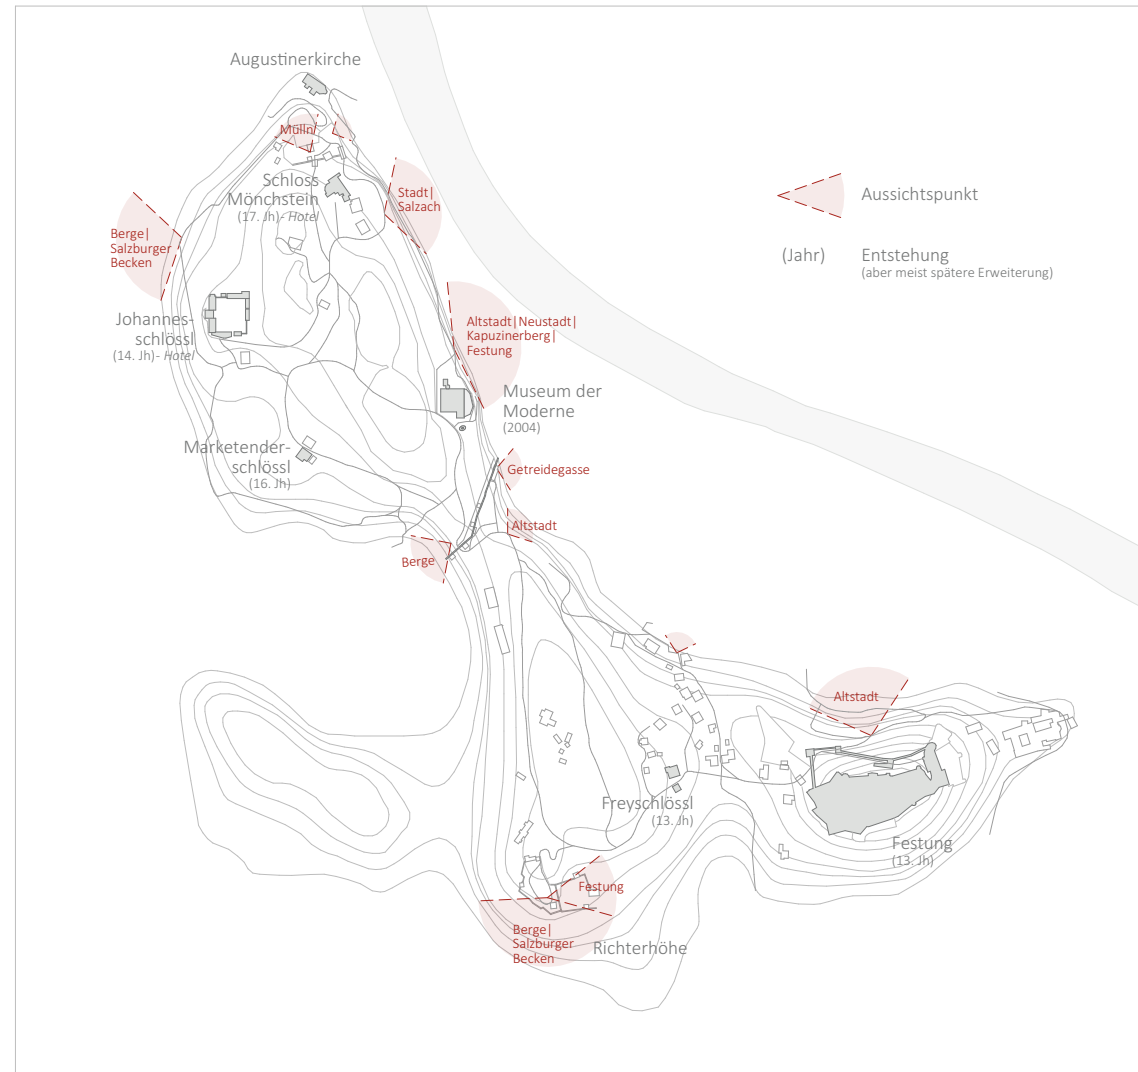 Augustinerkirche
Mülln
Schloss
Mönchstein
(17. Jh)- Hotel
Stadt|
Salzach
Aussichtspunkt
Berge|
Salzburger
Becken
(Jahr)
Entstehung
(aber meist spätere Erweiterung)
Johannes-
schlössl
(14. Jh)- Hotel
Altstadt|Neustadt|
Kapuzinerberg|
Festung
Museum der
Moderne
(2004)
Marketender-
schlössl
(16. Jh)
Getreidegasse
Altstadt
Berge
Altstadt
Freyschlössl
(13. Jh)
Festung
(13. Jh)
Festung
Berge|
Salzburger
Becken
Richterhöhe